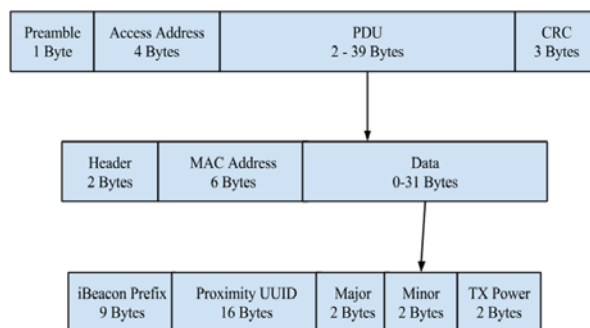 Preamble
1 Byte
Access Address
4 Bytes
PDU
2 - 39 Bytes
CRC
3 Bytes
Header
2 Bytes
MAC Address
6 Bytes
Data
0-31 Bytes
iBeacon Prefix
9 Bytes
Proximity UUID
16 Bytes
Major
2 Bytes
Minor
2 Bytes
TX Power
2 Bytes